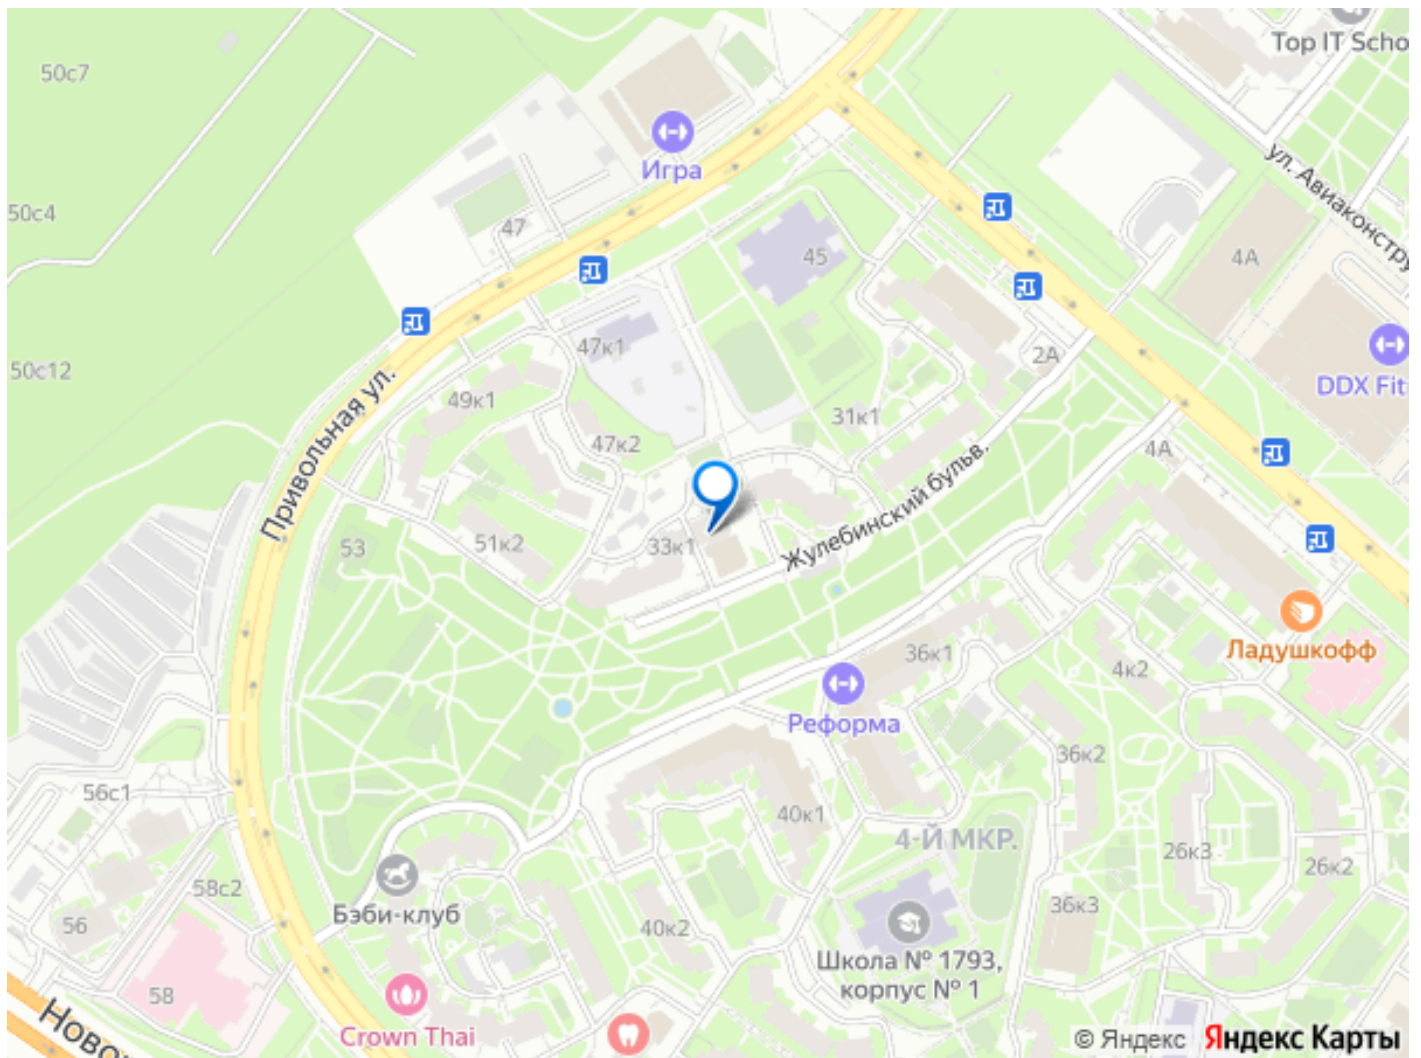 Top IT Scho
50с7
Игра
ул. Авиаконстру
50с4
47
45
4А
50с12
47к1
2А
DDX Fit
49к1
Привольная ул.
31к1
47к2
4А
Жулебинский бульв.
53
51к2
33к1
Ладушкофф
36к1
4к2
Реформа
36к2
56с1
40к1
4-Й МКР.
26к3
26к2
58с2
Бэби-клуб
36к3
56
40к2
Школа № 1793,
корпус № 1
58
Новоп
Crown Thai
© Яндекс Яндекс Карты